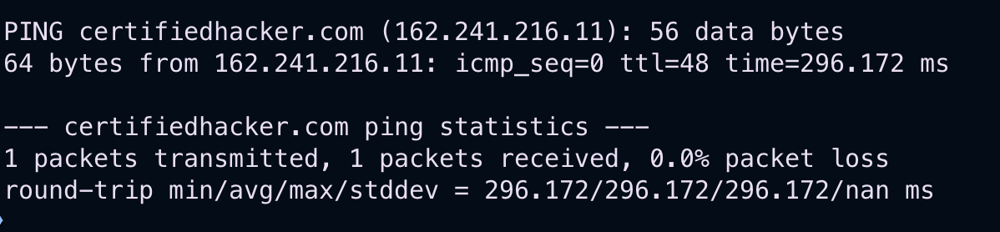 PING certifiedhacker.com (162.241.216.11): 56 data bytes
64 bytes from 162.241.216.11: icmp_seq=0 ttl=48 time=296.172 ms
--- certifiedhacker.com ping statistics ---
1 packets transmitted, 1 packets received, 0.0% packet loss
round-trip min/avg/max/stddev = 296.172/296.172/296.172/nan ms